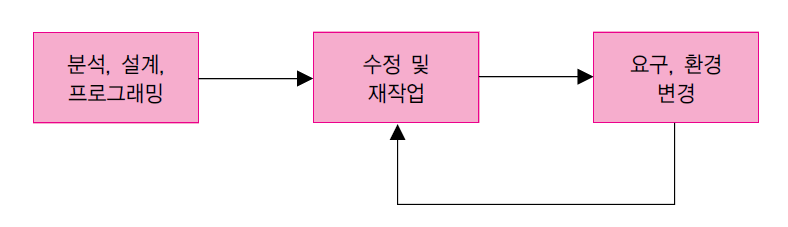 분석, 설계,
프로그래밍
수정 및
재작업
요구, 환경
변경